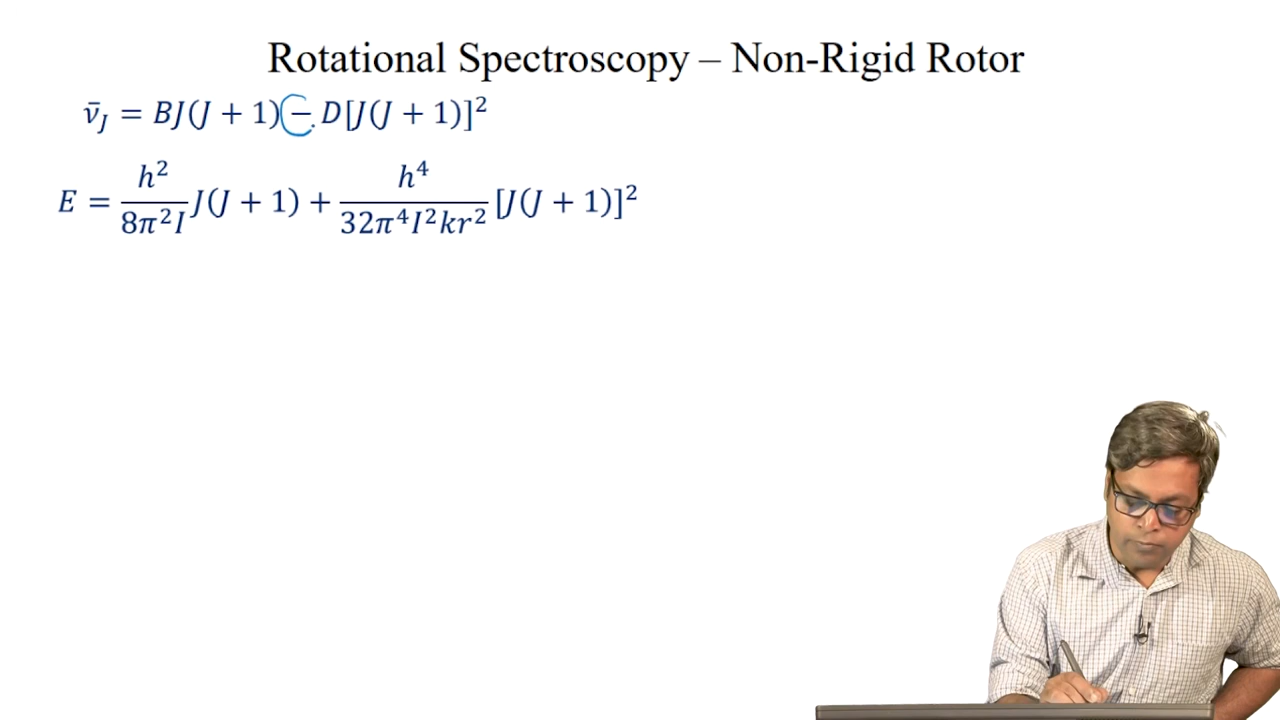 Rotational Spectroscopy – Non-Rigid Rotor
ν̄_J = BJ(J + 1) − D[J(J + 1)]²
E = h²/8π²I J(J + 1) + h⁴/32π⁴I²kr² [J(J + 1)]²